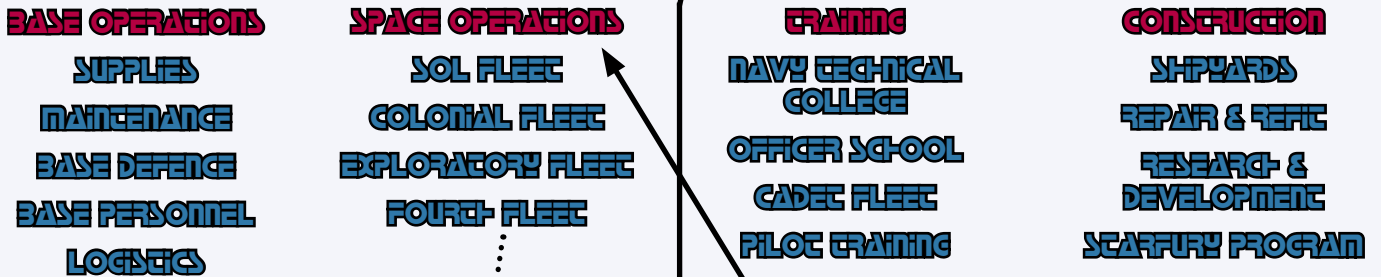 BASE OPERATIONS
SUPPLIES
MAINTENANCE
BASE DEFENCE
BASE PERSONNEL
LOGISTICS
SPACE OPERATIONS
SOL FLEET
COLONIAL FLEET
EXPLORATORY FLEET
FOURTH FLEET
TRAINING
NAVY TECHNICAL
COLLEGE
OFFICER SCHOOL
CADET FLEET
PILOT TRAINING
CONSTRUCTION
SHIPYARDS
REPAIR & REFIT
RESEARCH &
DEVELOPMENT
STARFURY PROGRAM